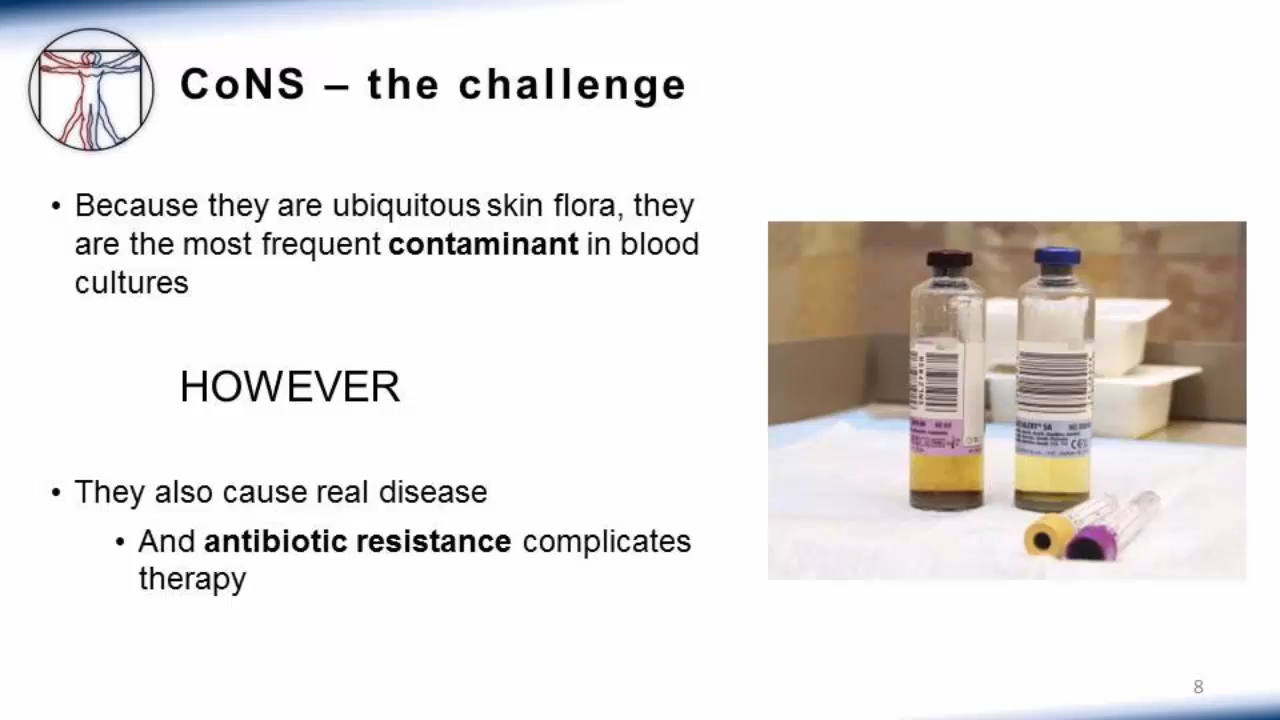 CoNS – the challenge
• Because they are ubiquitous skin flora, they
are the most frequent contaminant in blood
cultures
HOWEVER
• They also cause real disease
• And antibiotic resistance complicates
therapy
8